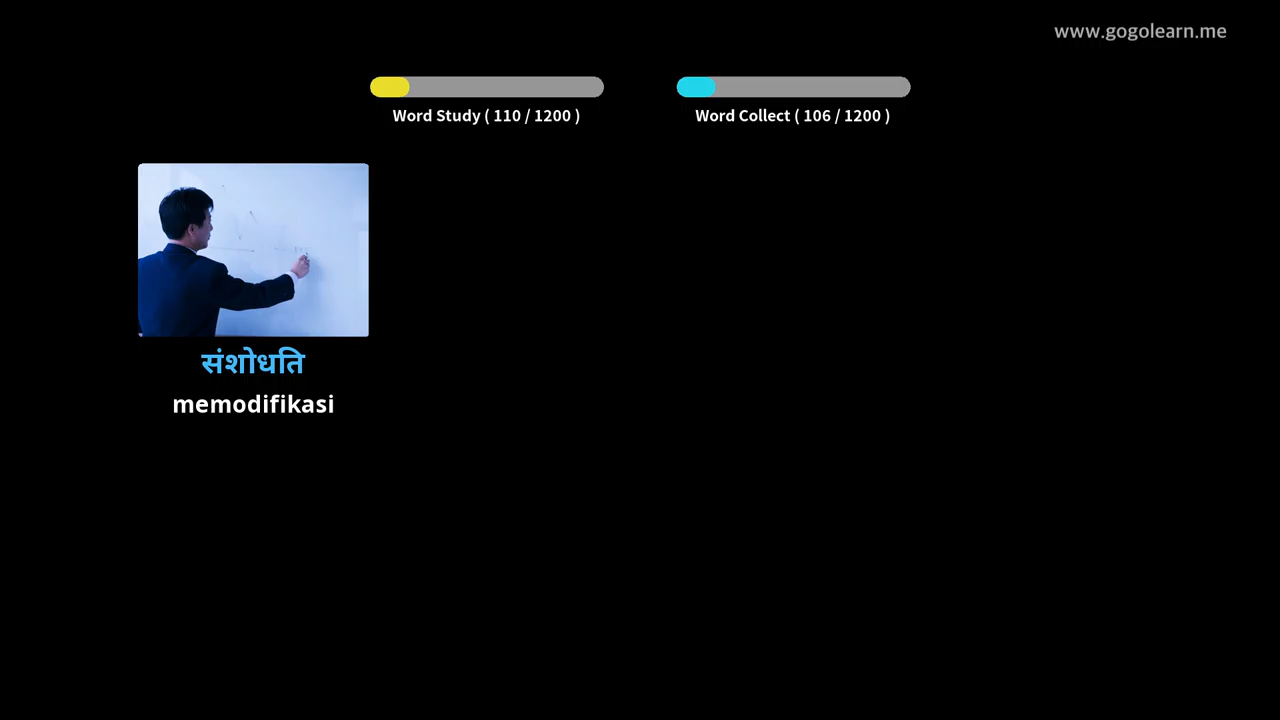 www.gogolearn.me
Word Study ( 110 / 1200 )
Word Collect ( 106 / 1200 )
संशोधति
memodifikasi